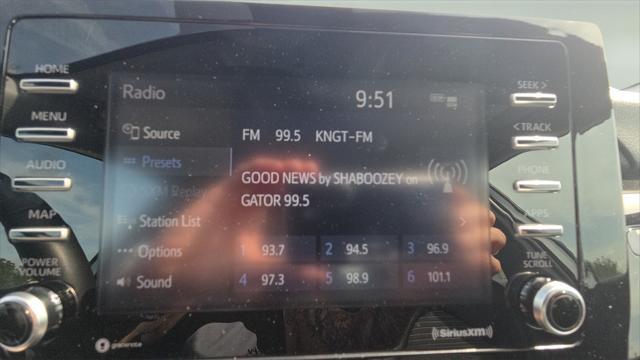 HOME
MENU
AUDIO
MAP
POWER
VOLUME
Radio
9:51
Source
FM 99.5 KNGT-FM
Presets
GOOD NEWS by SHABOOZEY on
GATOR 99.5
Station List
Options
Sound
1 93.7 2 94.5 3 96.9
4 97.3 5 98.9 6 101.1
SEEK >
< TRACK
PHONE
APPS
TUNE
SCROLL
gracenote
SiriusXM